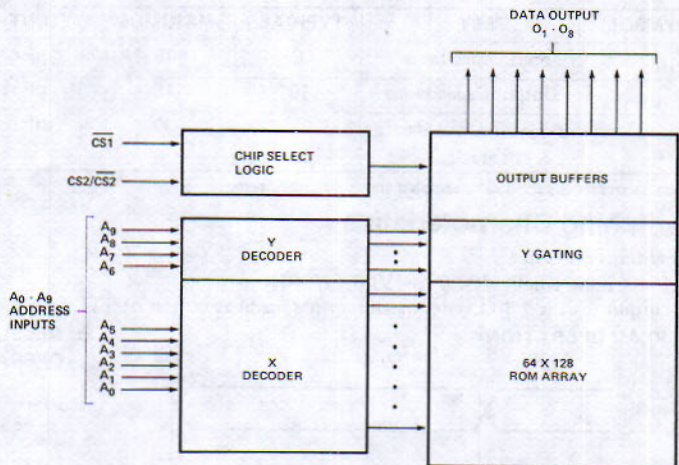 DATA OUTPUT
O1 - O8
CS1
CS2/CS2
CHIP SELECT
LOGIC
OUTPUT BUFFERS
A9
A8
A7
A6
Y
DECODER
Y GATING
A0 - A9
ADDRESS
INPUTS
A5
A4
A3
A2
A1
A0
X
DECODER
64 X 128
ROM ARRAY